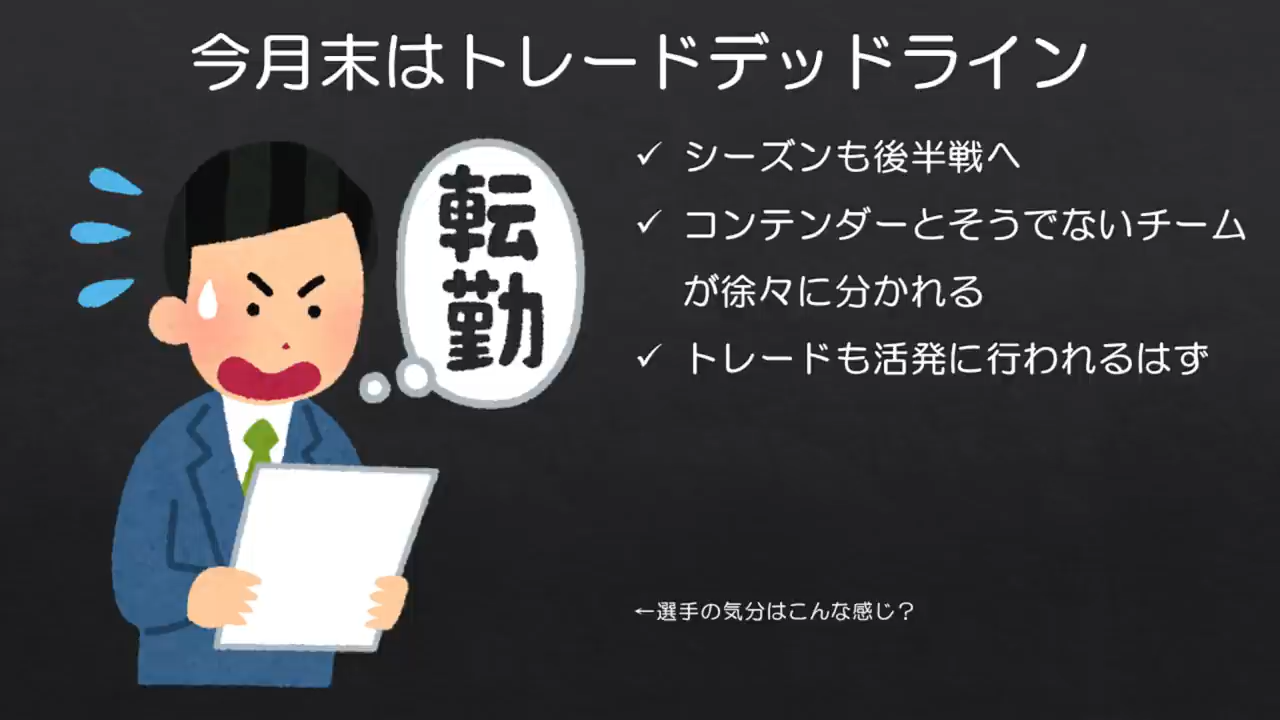 今月末はトレードデッドライン
転勤
✓ シーズンも後半戦へ
✓ コンテンダーとそうでないチーム
が徐々に分かれる
✓ トレードも活発に行われるはず
←選手の気分はこんな感じ？